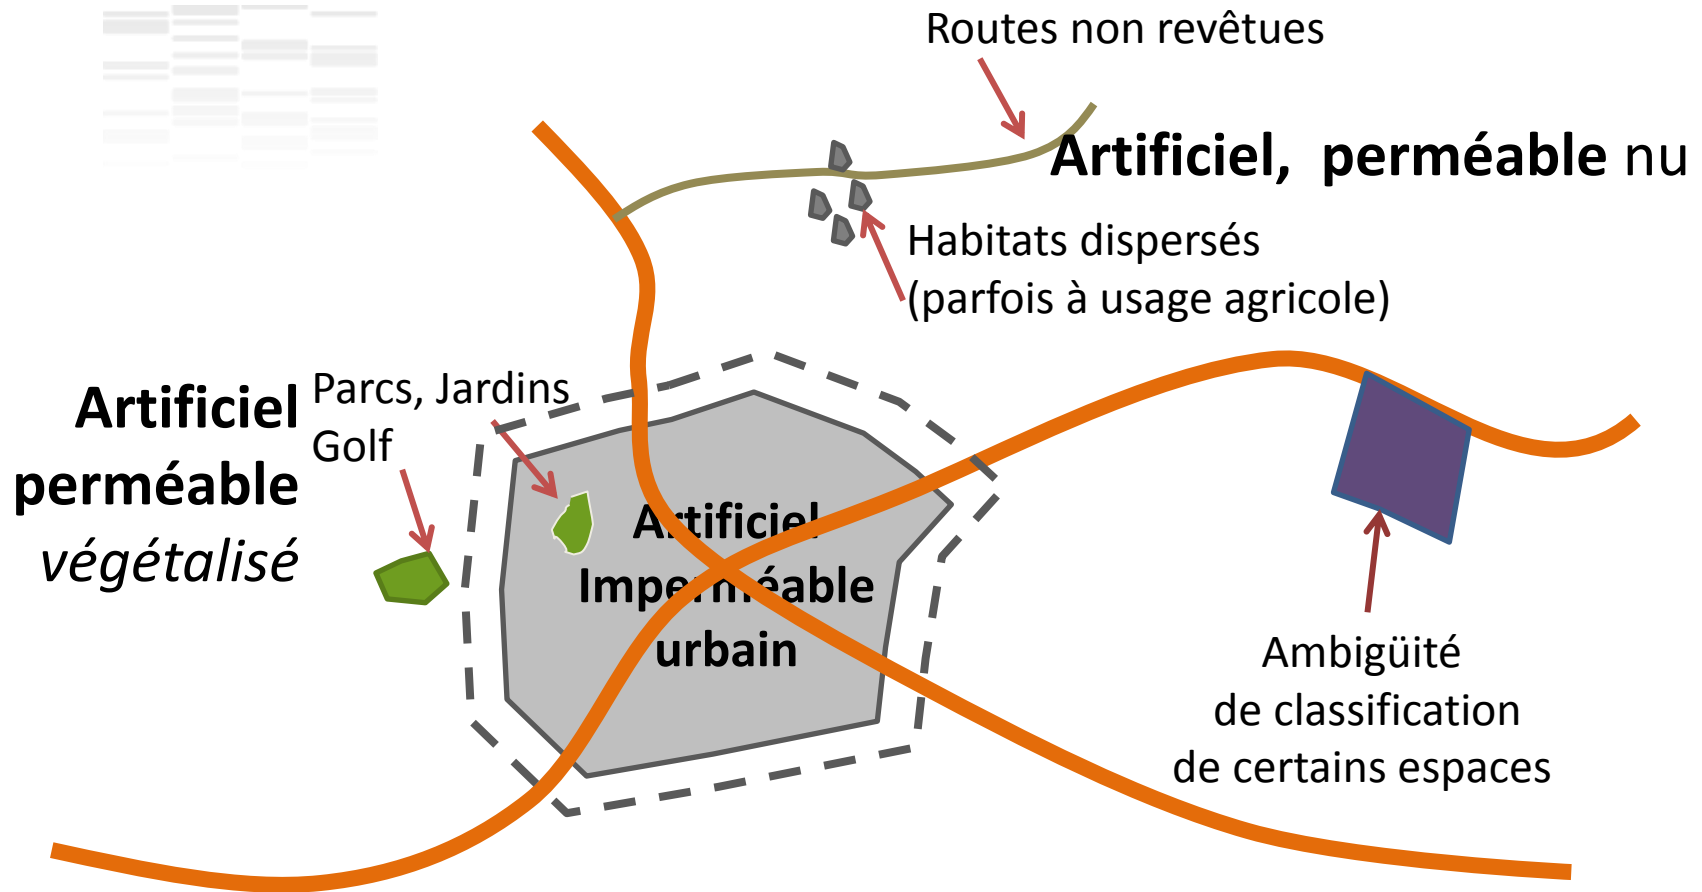 Routes non revêtues
Artificiel, perméable nu
Habitats dispersés
(parfois à usage agricole)
Artificiel
perméable
végétalisé
Parcs, Jardins
Golf
Artificiel
Imperméable
urbain
Ambigüité
de classification
de certains espaces